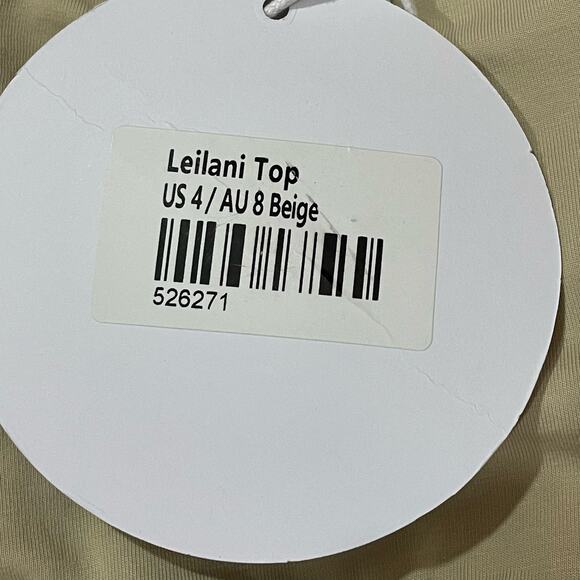 Leilani Top
US 4 / AU 8 Beige
526271